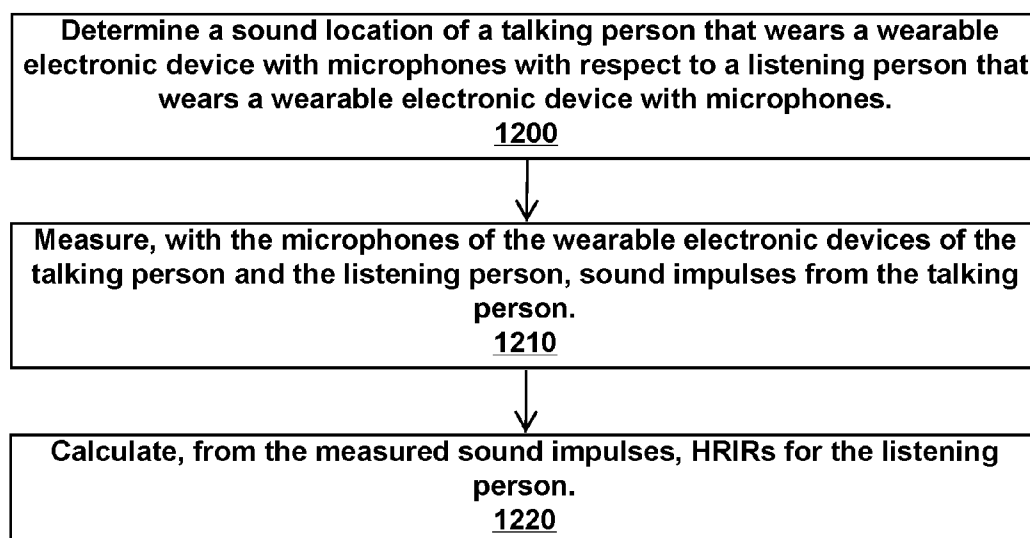 Determine a sound location of a talking person that wears a wearable
electronic device with microphones with respect to a listening person that
wears a wearable electronic device with microphones.
1200
Measure, with the microphones of the wearable electronic devices of the
talking person and the listening person, sound impulses from the talking
person.
1210
Calculate, from the measured sound impulses, HRIRs for the listening
person.
1220